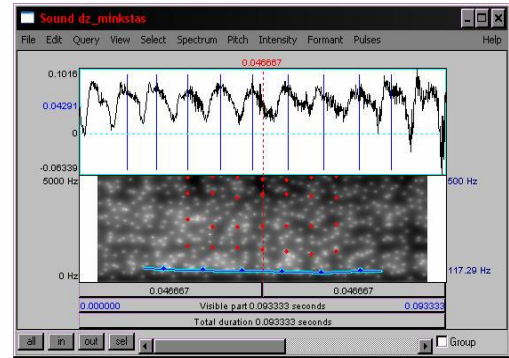 Sound dz_minkstas
File Edit Query View Select Spectrum Pitch Intensity Formant Pulses Help
0.046667
0.1016
0.04291
0
-0.06339
5000 Hz 500 Hz
0 Hz 117.29 Hz
0.046667 0.046667
0.000000 Visible part 0.093333 seconds 0.093333
Total duration 0.093333 seconds
all in out sel Group